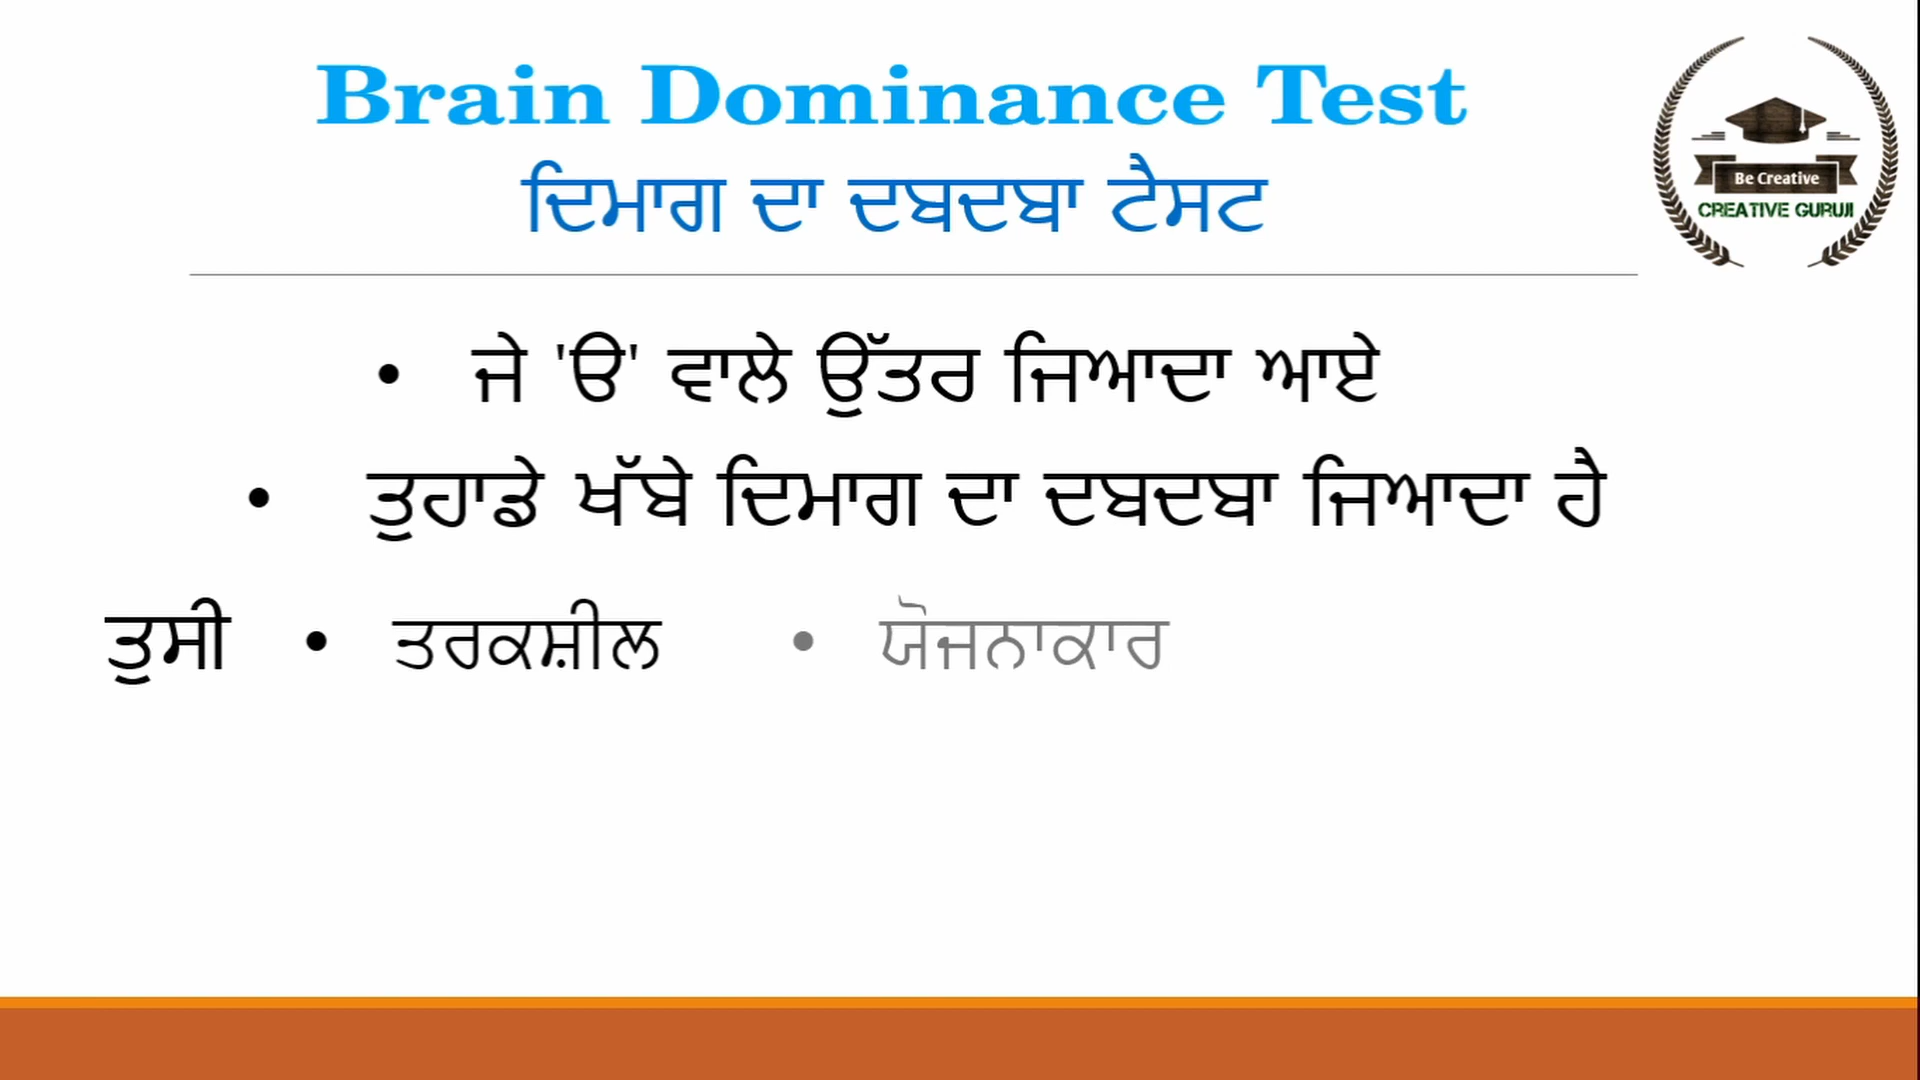 Brain Dominance Test
ਦਿਮਾਗ ਦਾ ਦਬਦਬਾ ਟੈਸਟ
Be Creative
CREATIVE GURUJI
• ਜੇ 'ੳ' ਵਾਲੇ ਉੱਤਰ ਜਿਆਦਾ ਆਏ
• ਤੁਹਾਡੇ ਖੱਬੇ ਦਿਮਾਗ ਦਾ ਦਬਦਬਾ ਜਿਆਦਾ ਹੈ
ਤੁਸੀ • ਤਰਕਸ਼ੀਲ • ਯੋਜਨਾਕਾਰ